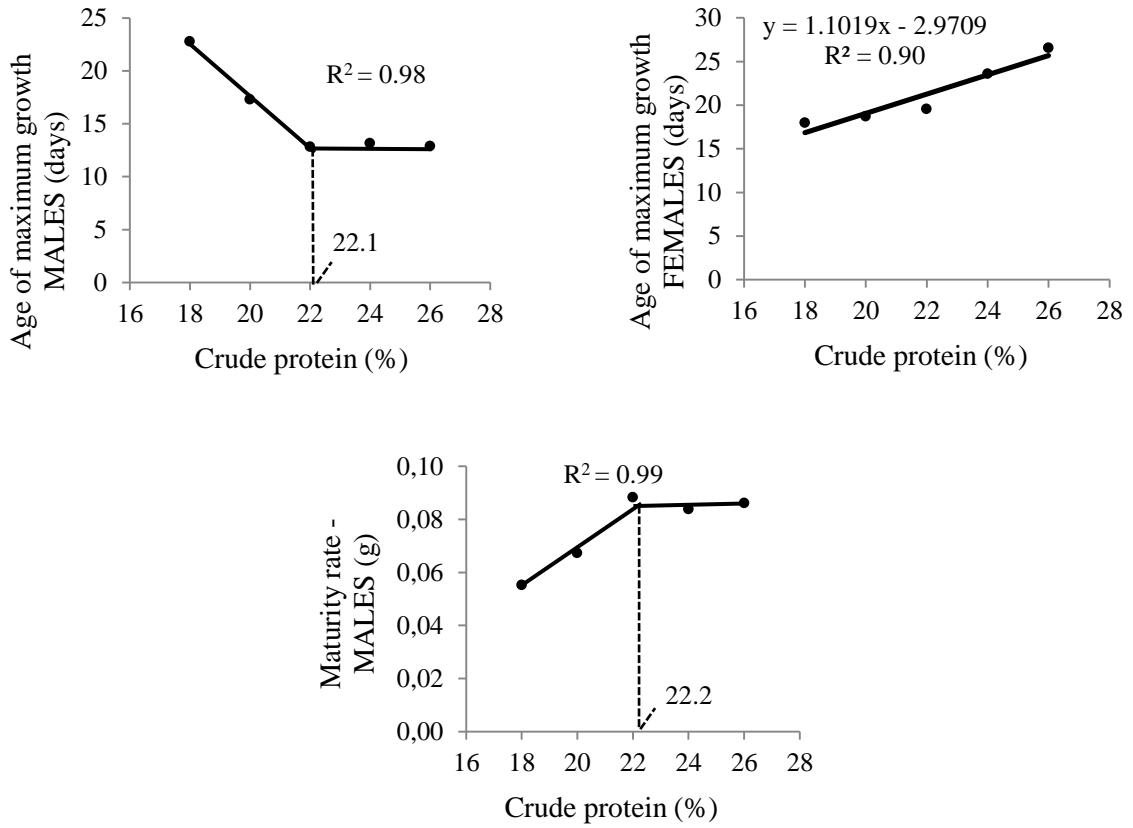 Age of maximum growth
MALES (days)
25
20
15
10
5
0
R² = 0.98
22.1
16 18 20 22 24 26 28
Crude protein (%)
Age of maximum growth
FEMALES (days)
30
25
20
15
10
5
0
y = 1.1019x - 2.9709
R² = 0.90
16 18 20 22 24 26 28
Crude protein (%)
Maturity rate -
MALES (g)
0,10
0,08
0,06
0,04
0,02
0,00
R² = 0.99
22.2
16 18 20 22 24 26 28
Crude protein (%)